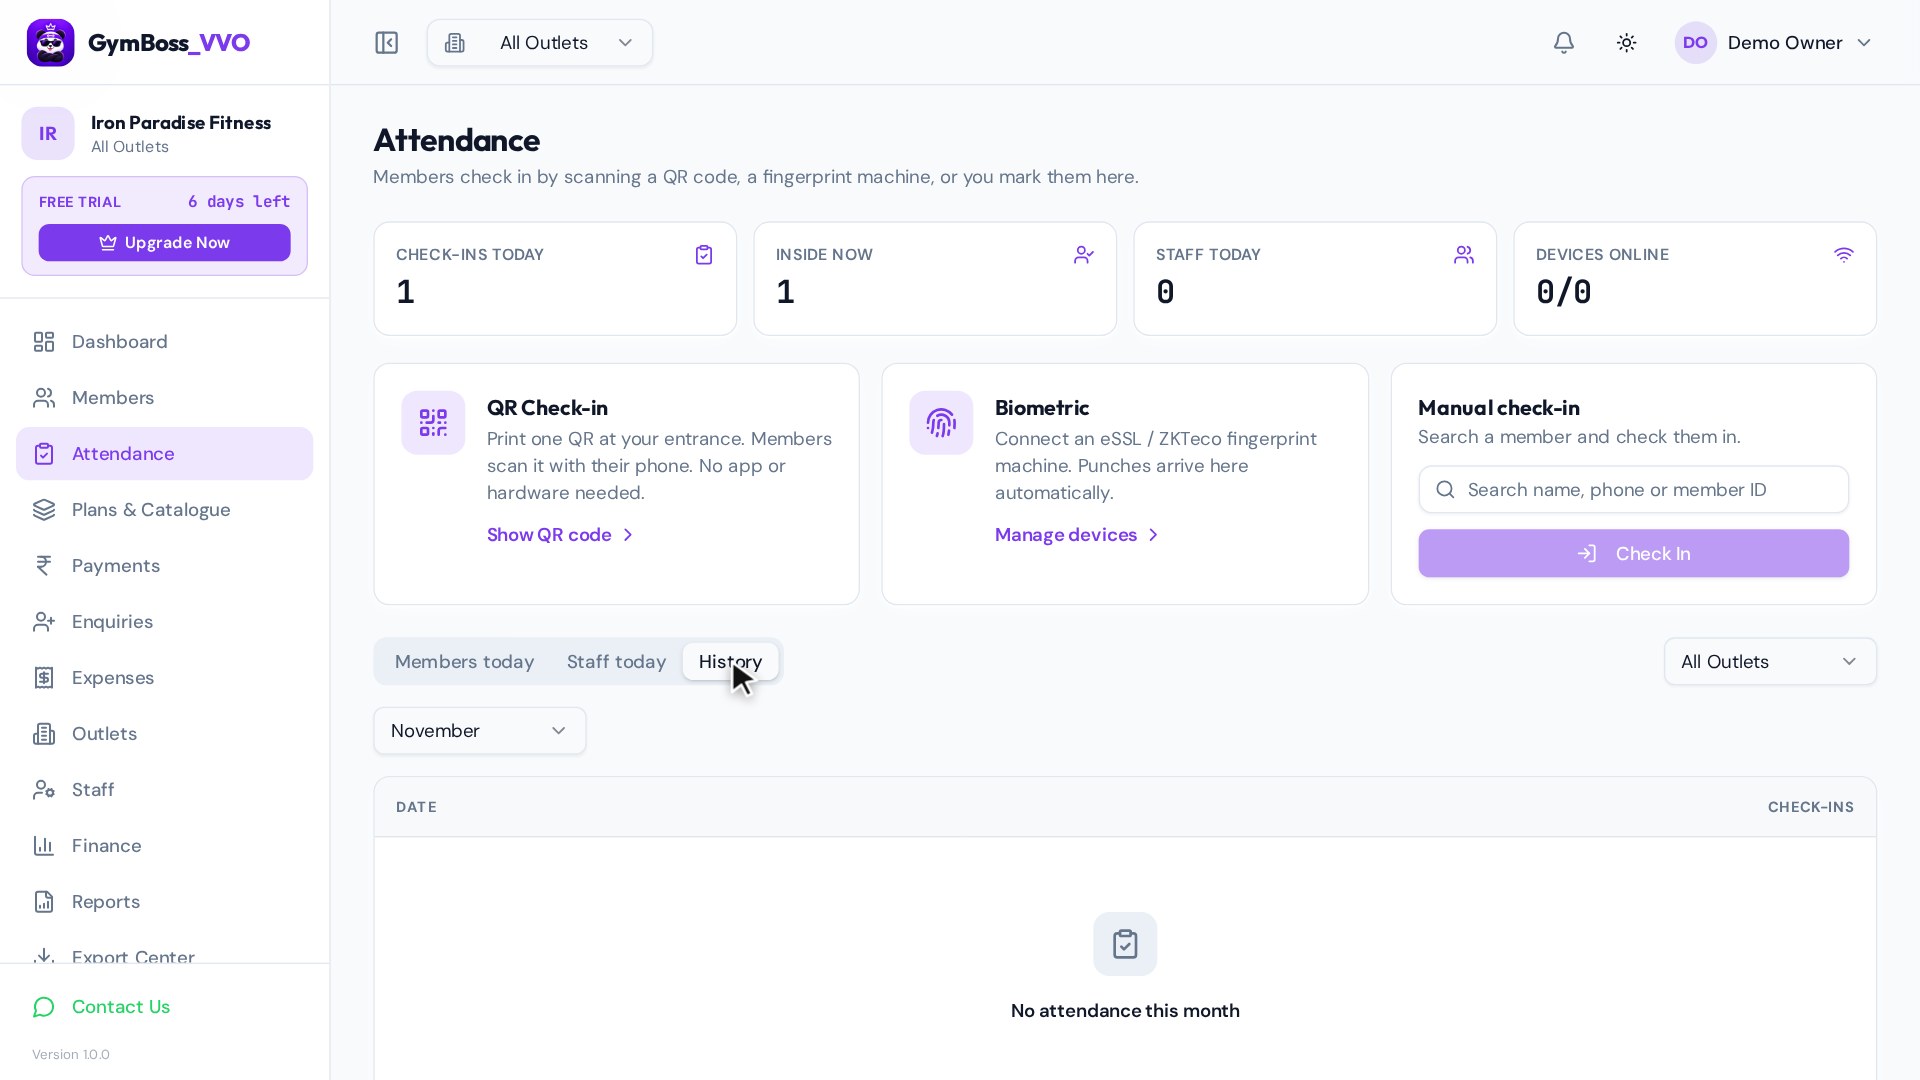 GymBoss_VVO
All Outlets
DO
Demo Owner
IR
Iron Paradise Fitness
All Outlets
FREE TRIAL
6 days left
Upgrade Now
Dashboard
Members
Attendance
Plans & Catalogue
Payments
Enquiries
Expenses
Outlets
Staff
Finance
Reports
Export Center
Contact Us
Version 1.0.0
Attendance
Members check in by scanning a QR code, a fingerprint machine, or you mark them here.
CHECK-INS TODAY
1
INSIDE NOW
1
STAFF TODAY
0
DEVICES ONLINE
0/0
QR Check-in
Print one QR at your entrance. Members
scan it with their phone. No app or
hardware needed.
Show QR code
Biometric
Connect an eSSL / ZKTeco fingerprint
machine. Punches arrive here
automatically.
Manage devices
Manual check-in
Search a member and check them in.
Search name, phone or member ID
Check In
Members today
Staff today
History
All Outlets
November
DATE
CHECK-INS
No attendance this month